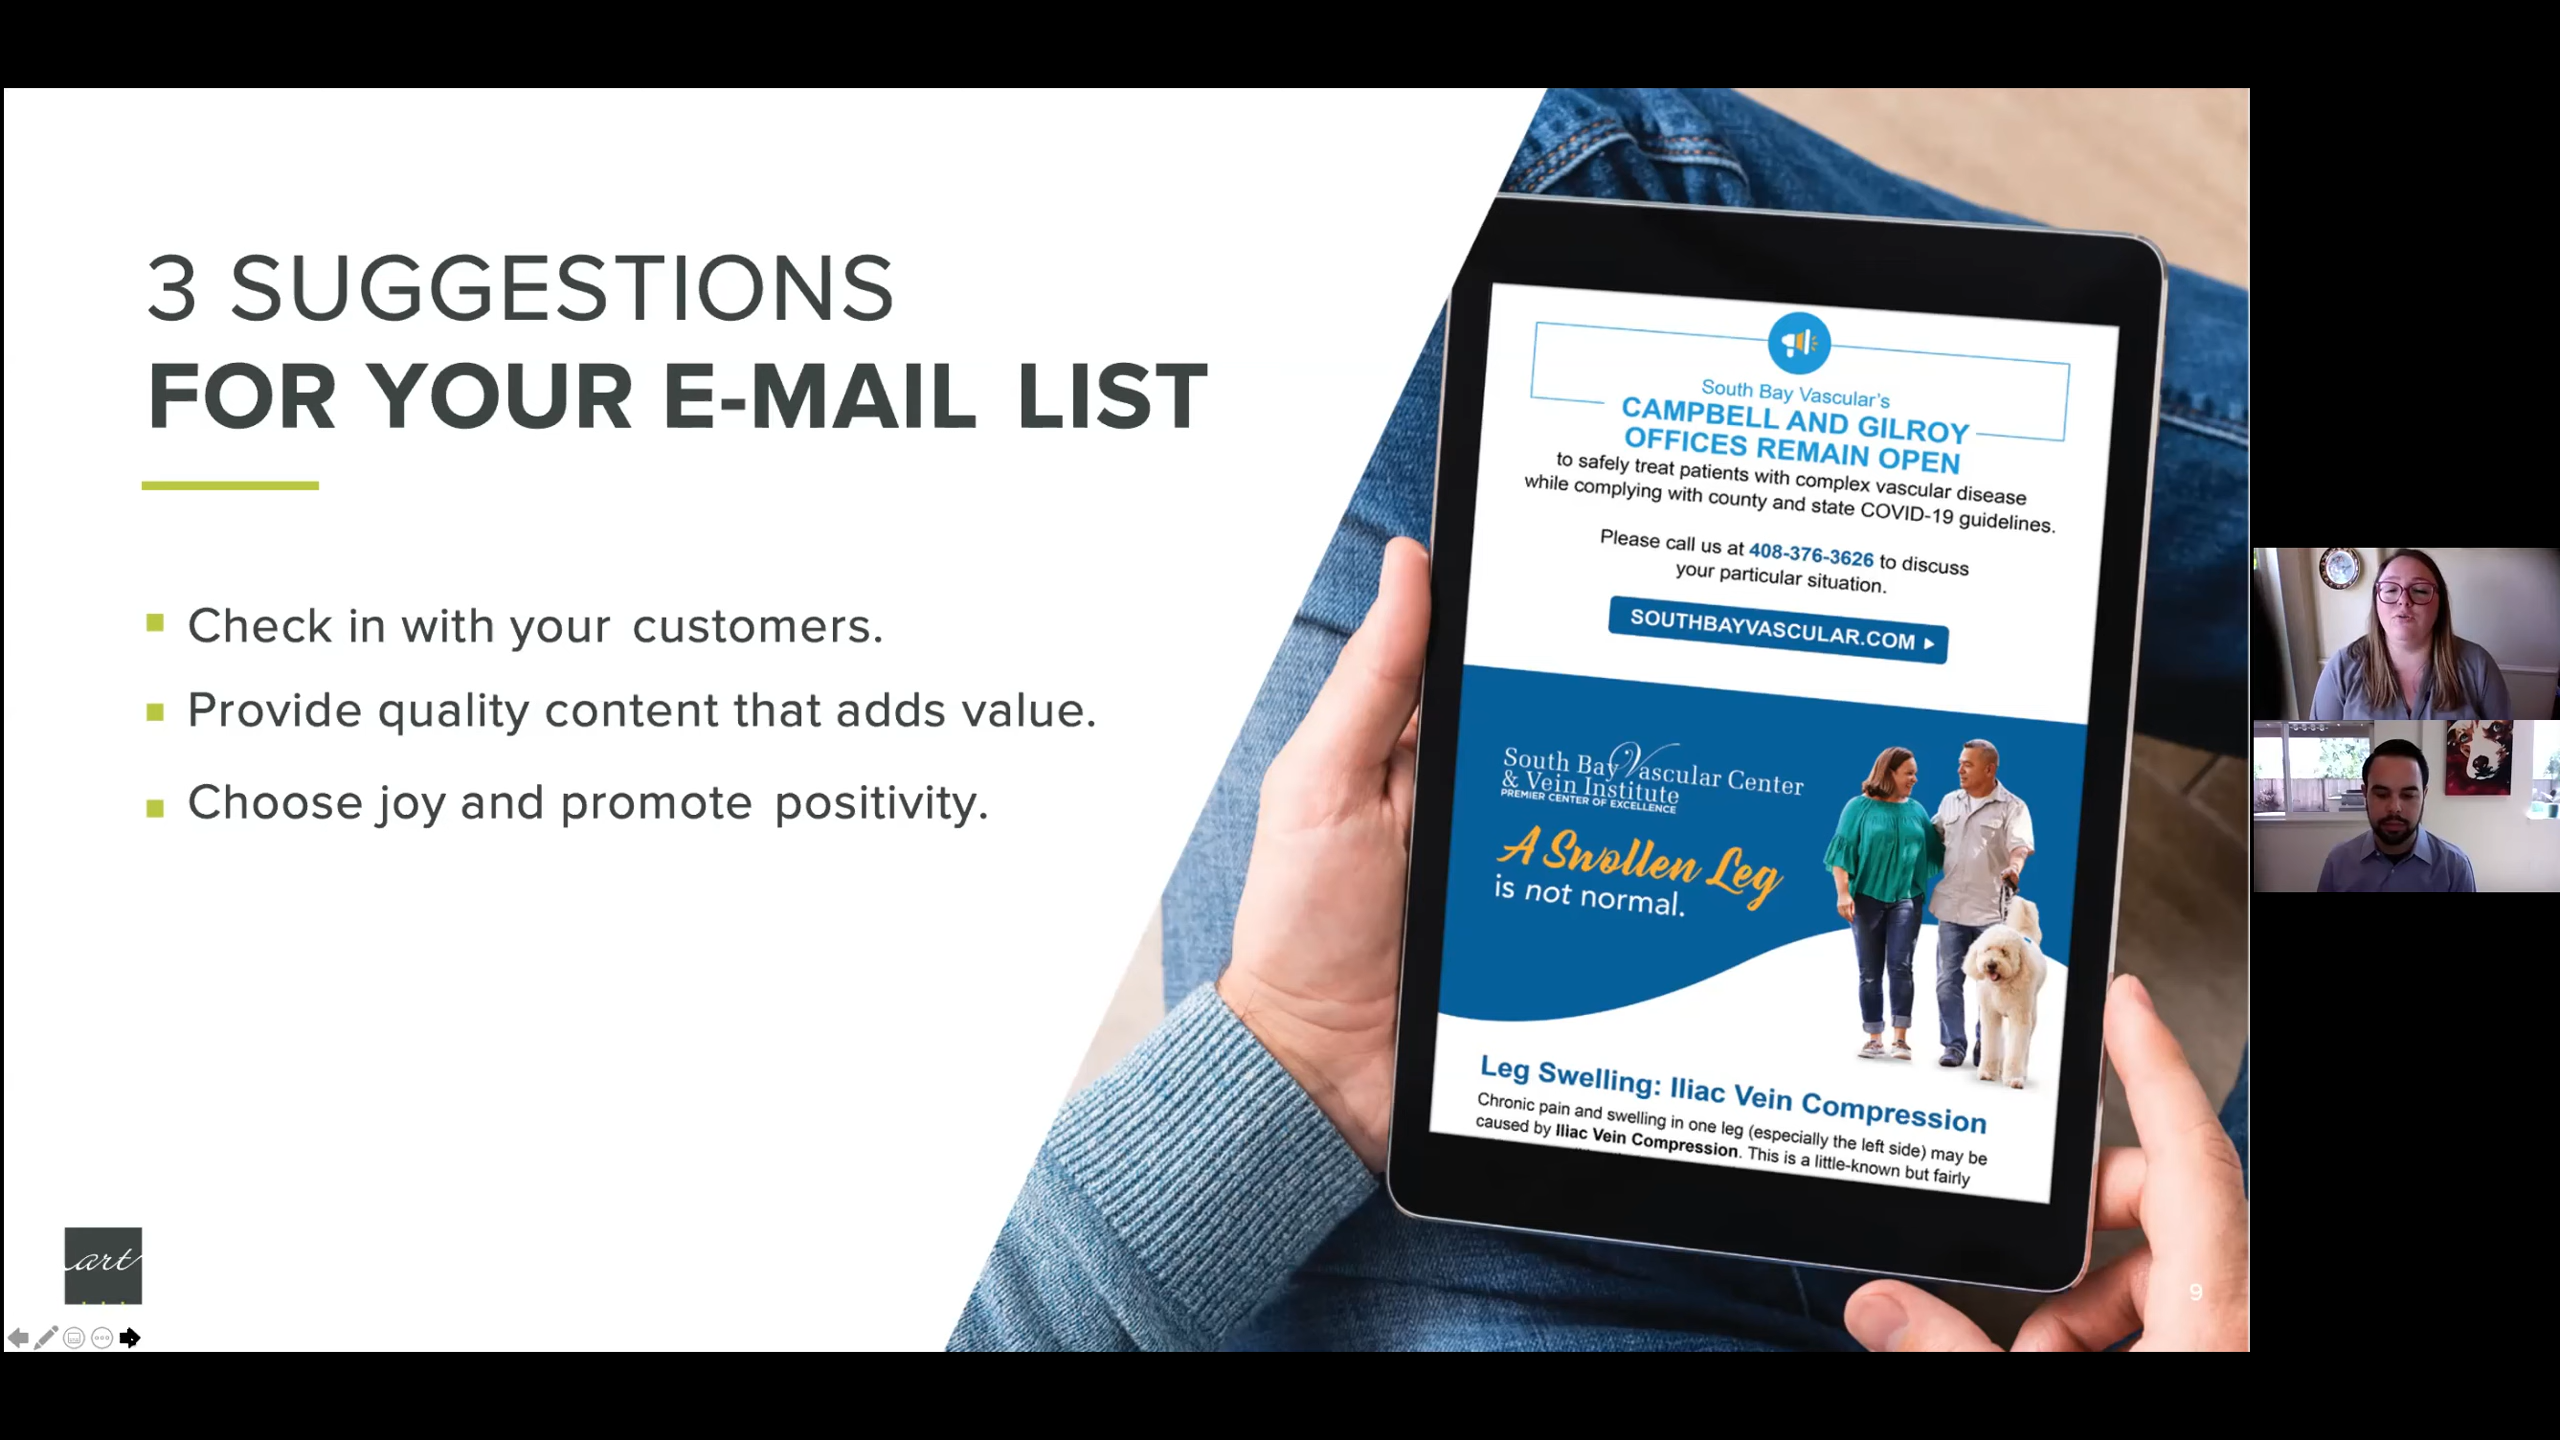 3 SUGGESTIONS
FOR YOUR E-MAIL LIST
Check in with your customers.
Provide quality content that adds value.
Choose joy and promote positivity.
South Bay Vascular's
CAMPBELL AND GILROY
OFFICES REMAIN OPEN
to safely treat patients with complex vascular disease
while complying with county and state COVID-19 guidelines.
Please call us at 408-376-3626 to discuss
your particular situation.
SOUTHBAYVASCULAR.COM
South Bay Vascular Center
& Vein Institute
PREMIER CENTER OF EXCELLENCE
A Swollen Leg
is not normal.
Leg Swelling: Iliac Vein Compression
Chronic pain and swelling in one leg (especially the left side) may be
caused by Iliac Vein Compression. This is a little-known but fairly
art
9